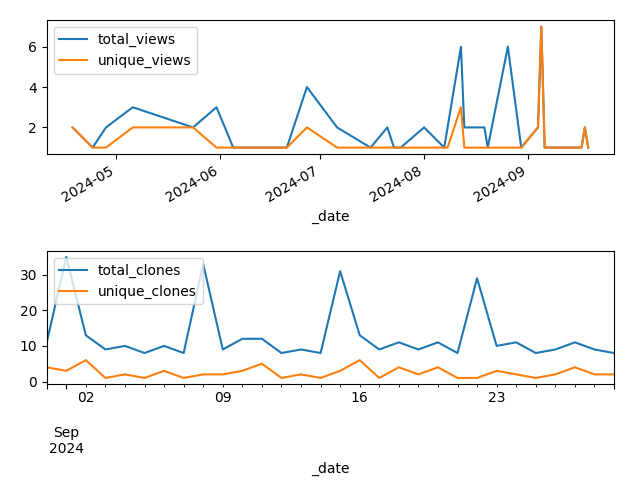 total_views
unique_views
6
4
2
2024-05
2024-06
2024-07
2024-08
2024-09
_date
total_clones
unique_clones
30
20
10
0
02
09
16
23
Sep
2024
_date